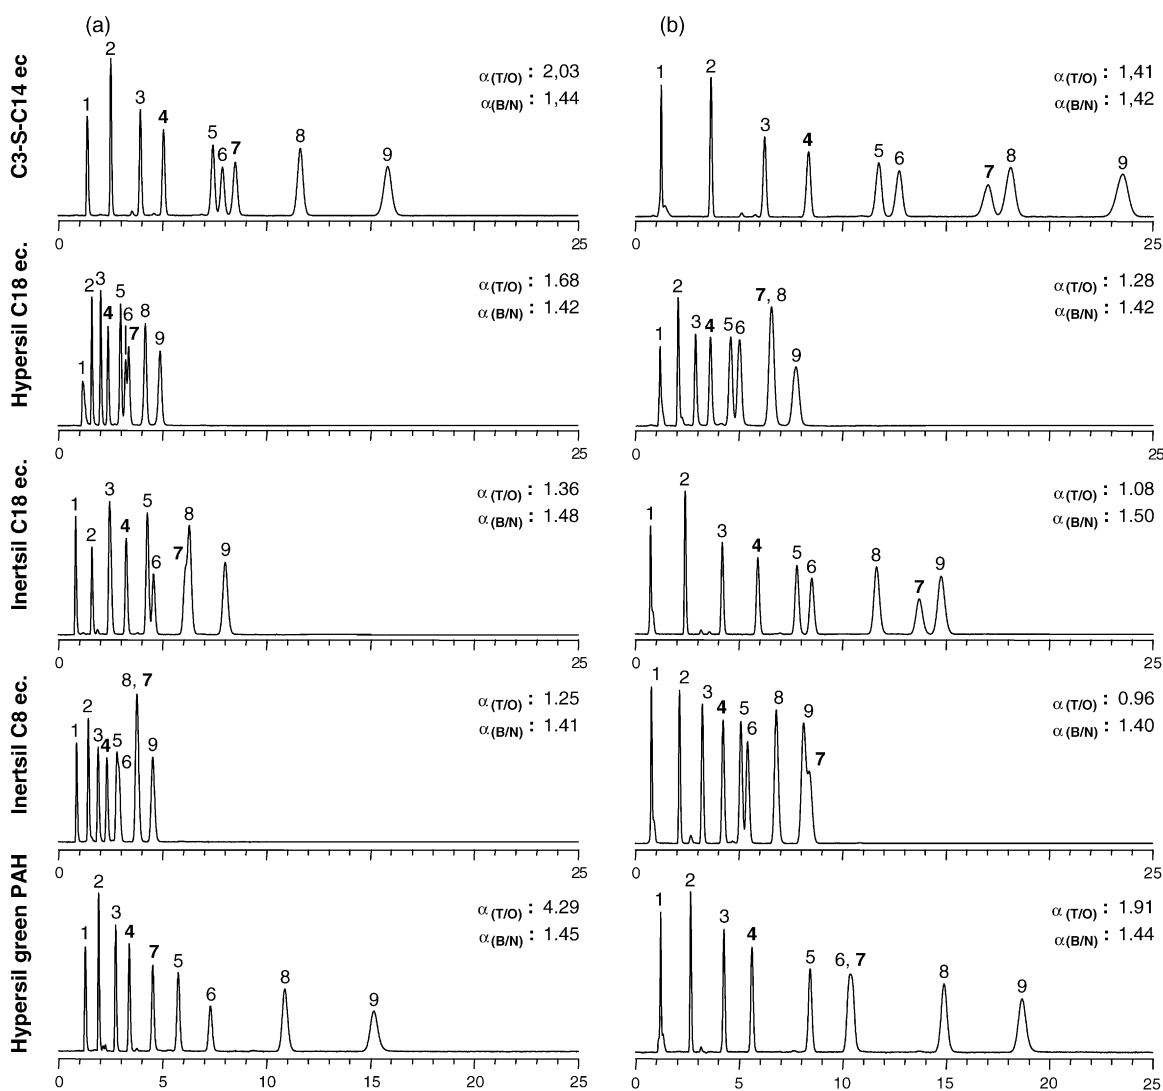 (a) (b)
C3-S-C14 ec
1 2 3 4 5 6 7 8 9
α(T/O) : 2,03
α(B/N) : 1,44
0 25
1 2 3 4 5 6 7 8 9
α(T/O) : 1,41
α(B/N) : 1,42
0 25
Hypersil C18 ec.
1 2 3 4 5 6 7 8 9
α(T/O) : 1.68
α(B/N) : 1.42
0 25
1 2 3 4 5 6 7, 8 9
α(T/O) : 1.28
α(B/N) : 1.42
0 25
Inertsil C18 ec.
1 2 3 4 5 6 7 8 9
α(T/O) : 1.36
α(B/N) : 1.48
0 25
1 2 3 4 5 6 8 7 9
α(T/O) : 1.08
α(B/N) : 1.50
0 25
Inertsil C8 ec.
1 2 3 4 5 6 8, 7 9
α(T/O) : 1.25
α(B/N) : 1.41
0 25
1 2 3 4 5 6 8 9 7
α(T/O) : 0.96
α(B/N) : 1.40
0 25
Hypersil green PAH
1 2 3 4 7 5 6 8 9
α(T/O) : 4.29
α(B/N) : 1.45
0 5 10 15 20 25
1 2 3 4 5 6, 7 8 9
α(T/O) : 1.91
α(B/N) : 1.44
0 5 10 15 20 25